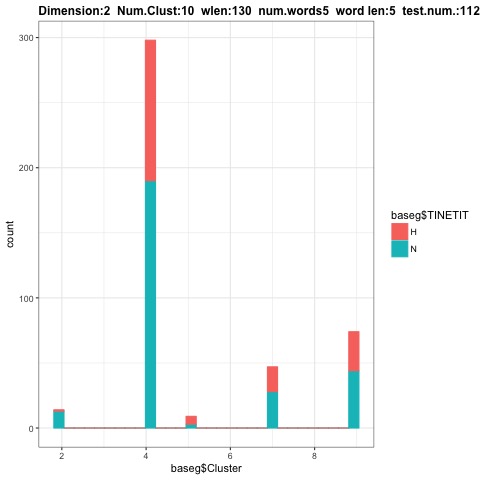 Dimension:2  Num.Clust:10  wlen:130  num.words5  word len:5  test.num.:112
300
200
100
0
count
2 4 6 8
baseg$Cluster
baseg$TINETIT
H
N